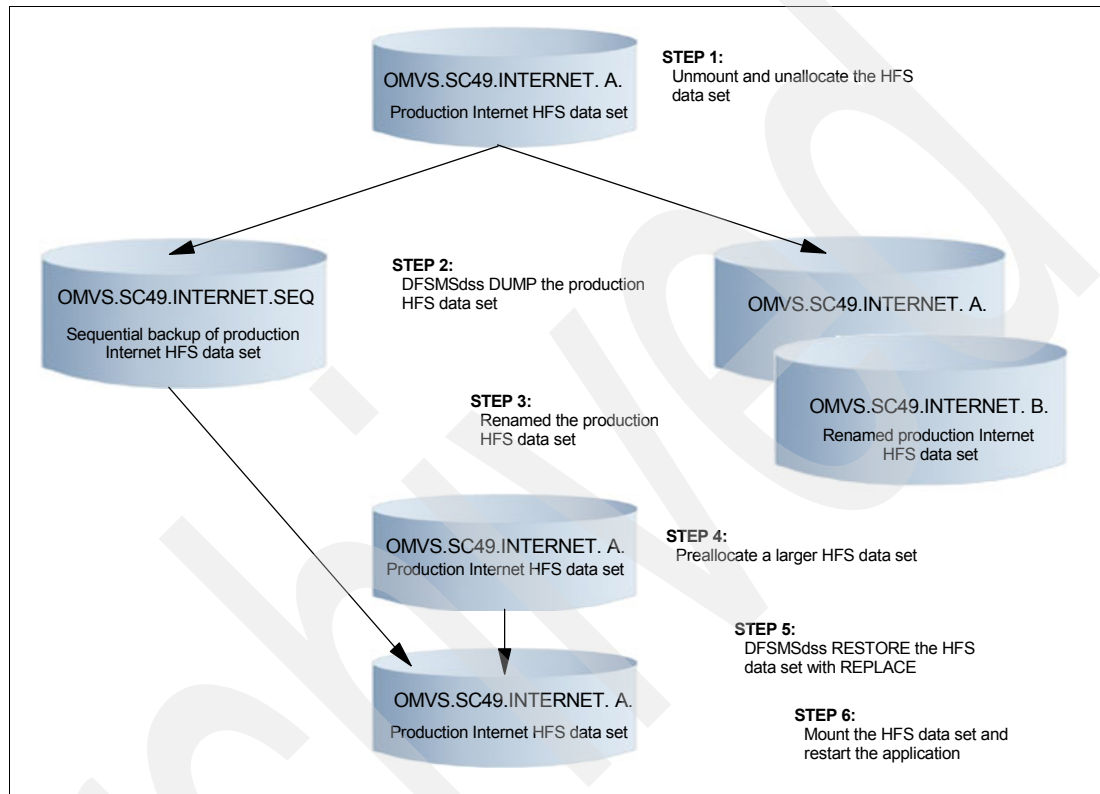 OMVS.SC49.INTERNET. A.
Production Internet HFS data set
STEP 1:
Unmount and unallocate the HFS
data set
OMVS.SC49.INTERNET.SEQ
Sequential backup of production
Internet HFS data set
STEP 2:
DFSMSdss DUMP the production
HFS data set
OMVS.SC49.INTERNET. A.
OMVS.SC49.INTERNET. B.
Renamed production Internet
HFS data set
STEP 3:
Renamed the production
HFS data set
OMVS.SC49.INTERNET. A.
Production Internet HFS data set
STEP 4:
Preallocate a larger HFS data set
STEP 5:
DFSMSdss RESTORE the HFS
data set with REPLACE
OMVS.SC49.INTERNET. A.
Production Internet HFS data set
STEP 6:
Mount the HFS data set and
restart the application